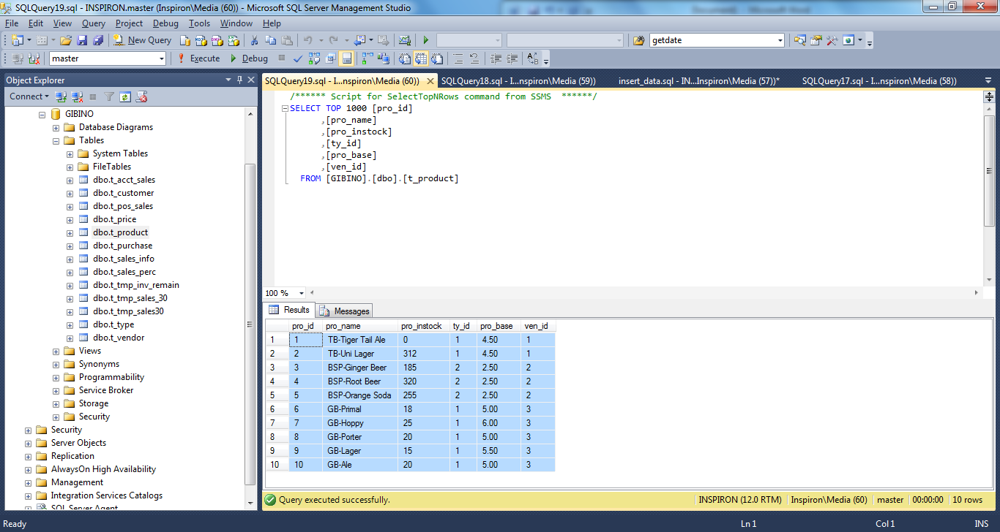 SQLQuery19.sql - INSPIRON.master (Inspiron\Media (60)) - Microsoft SQL Server Management Studio
File Edit View Query Project Debug Tools Window Help
New Query getdate
master Execute Debug
Object Explorer
Connect
GIBINO
Database Diagrams
Tables
System Tables
FileTables
dbo.t_acct_sales
dbo.t_customer
dbo.t_pos_sales
dbo.t_price
dbo.t_product
dbo.t_purchase
dbo.t_sales_info
dbo.t_sales_perc
dbo.t_tmp_inv_remain
dbo.t_tmp_sales_30
dbo.t_tmp_sales30
dbo.t_type
dbo.t_vendor
Views
Synonyms
Programmability
Service Broker
Storage
Security
Security
Server Objects
Replication
AlwaysOn High Availability
Management
Integration Services Catalogs
SQL Server Agent
SQLQuery19.sql - I...nspiron\Media (60)) SQLQuery18.sql - I...nspiron\Media (59)) insert_data.sql - IN...Inspiron\Media (57))* SQLQuery17.sql - I...nspiron\Media (58))
/****** Script for SelectTopNRows command from SSMS ******/
SELECT TOP 1000 [pro_id]
,[pro_name]
,[pro_instock]
,[ty_id]
,[pro_base]
,[ven_id]
FROM [GIBINO].[dbo].[t_product]
100 %
Results Messages
pro_id pro_name pro_instock ty_id pro_base ven_id
1 1 TB-Tiger Tail Ale 0 1 4.50 1
2 2 TB-Uni Lager 312 1 4.50 1
3 3 BSP-Ginger Beer 185 2 2.50 2
4 4 BSP-Root Beer 320 2 2.50 2
5 5 BSP-Orange Soda 255 2 2.50 2
6 6 GB-Primal 18 1 5.00 3
7 7 GB-Hoppy 25 1 6.00 3
8 8 GB-Porter 20 1 5.00 3
9 9 GB-Lager 15 1 5.50 3
10 10 GB-Ale 20 1 5.00 3
Query executed successfully. INSPIRON (12.0 RTM) Inspiron\Media (60) master 00:00:00 10 rows
Ready Ln 1 Col 1 INS